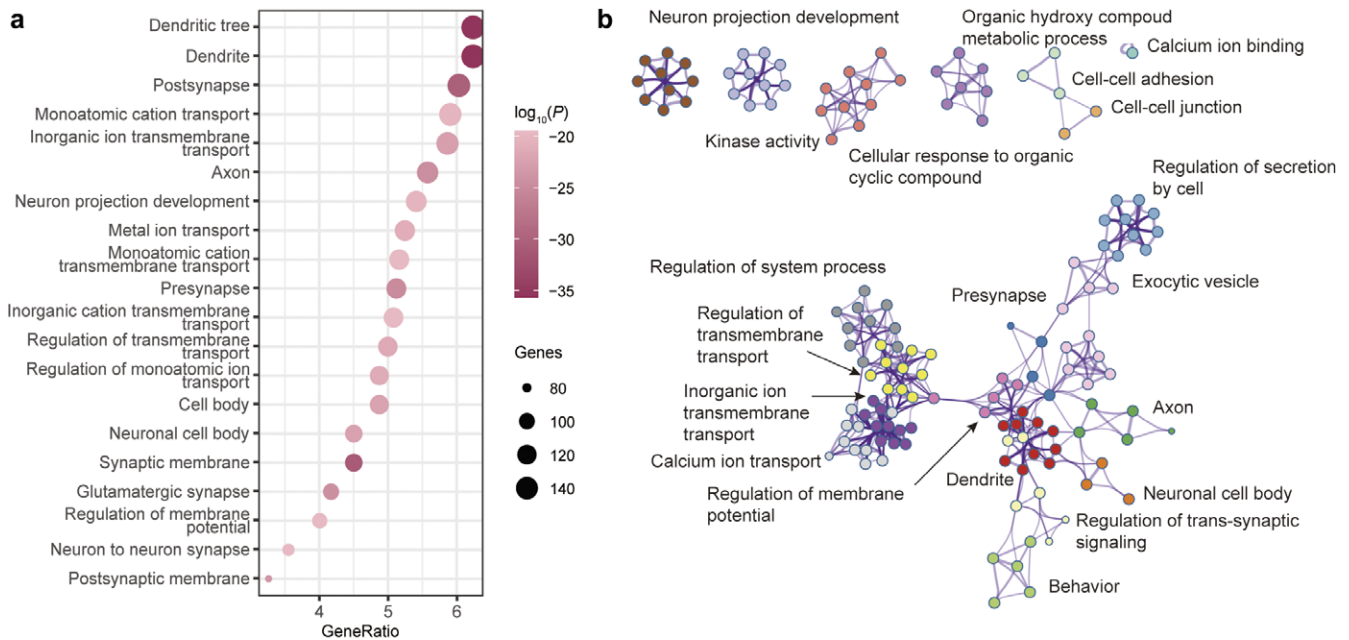 a
Dendritic tree
Dendrite
Postsynapse
Monoatomic cation transport
Inorganic ion transmembrane
transport
Axon
Neuron projection development
Metal ion transport
Monoatomic cation
transmembrane transport
Presynapse
Inorganic cation transmembrane
transport
Regulation of transmembrane
transport
Regulation of monoatomic ion
transport
Cell body
Neuronal cell body
Synaptic membrane
Glutamatergic synapse
Regulation of membrane
potential
Neuron to neuron synapse
Postsynaptic membrane
4 5 6
GeneRatio
log10(P)
−20
−25
−30
−35
Genes
80
100
120
140
b
Neuron projection development
Organic hydroxy compoud
metabolic process
Calcium ion binding
Cell-cell adhesion
Cell-cell junction
Kinase activity
Cellular response to organic
cyclic compound
Regulation of secretion
by cell
Regulation of system process
Exocytic vesicle
Presynapse
Regulation of
transmembrane
transport
Inorganic ion
transmembrane
transport
Axon
Calcium ion transport
Dendrite
Regulation of membrane
potential
Neuronal cell body
Regulation of trans-synaptic
signaling
Behavior